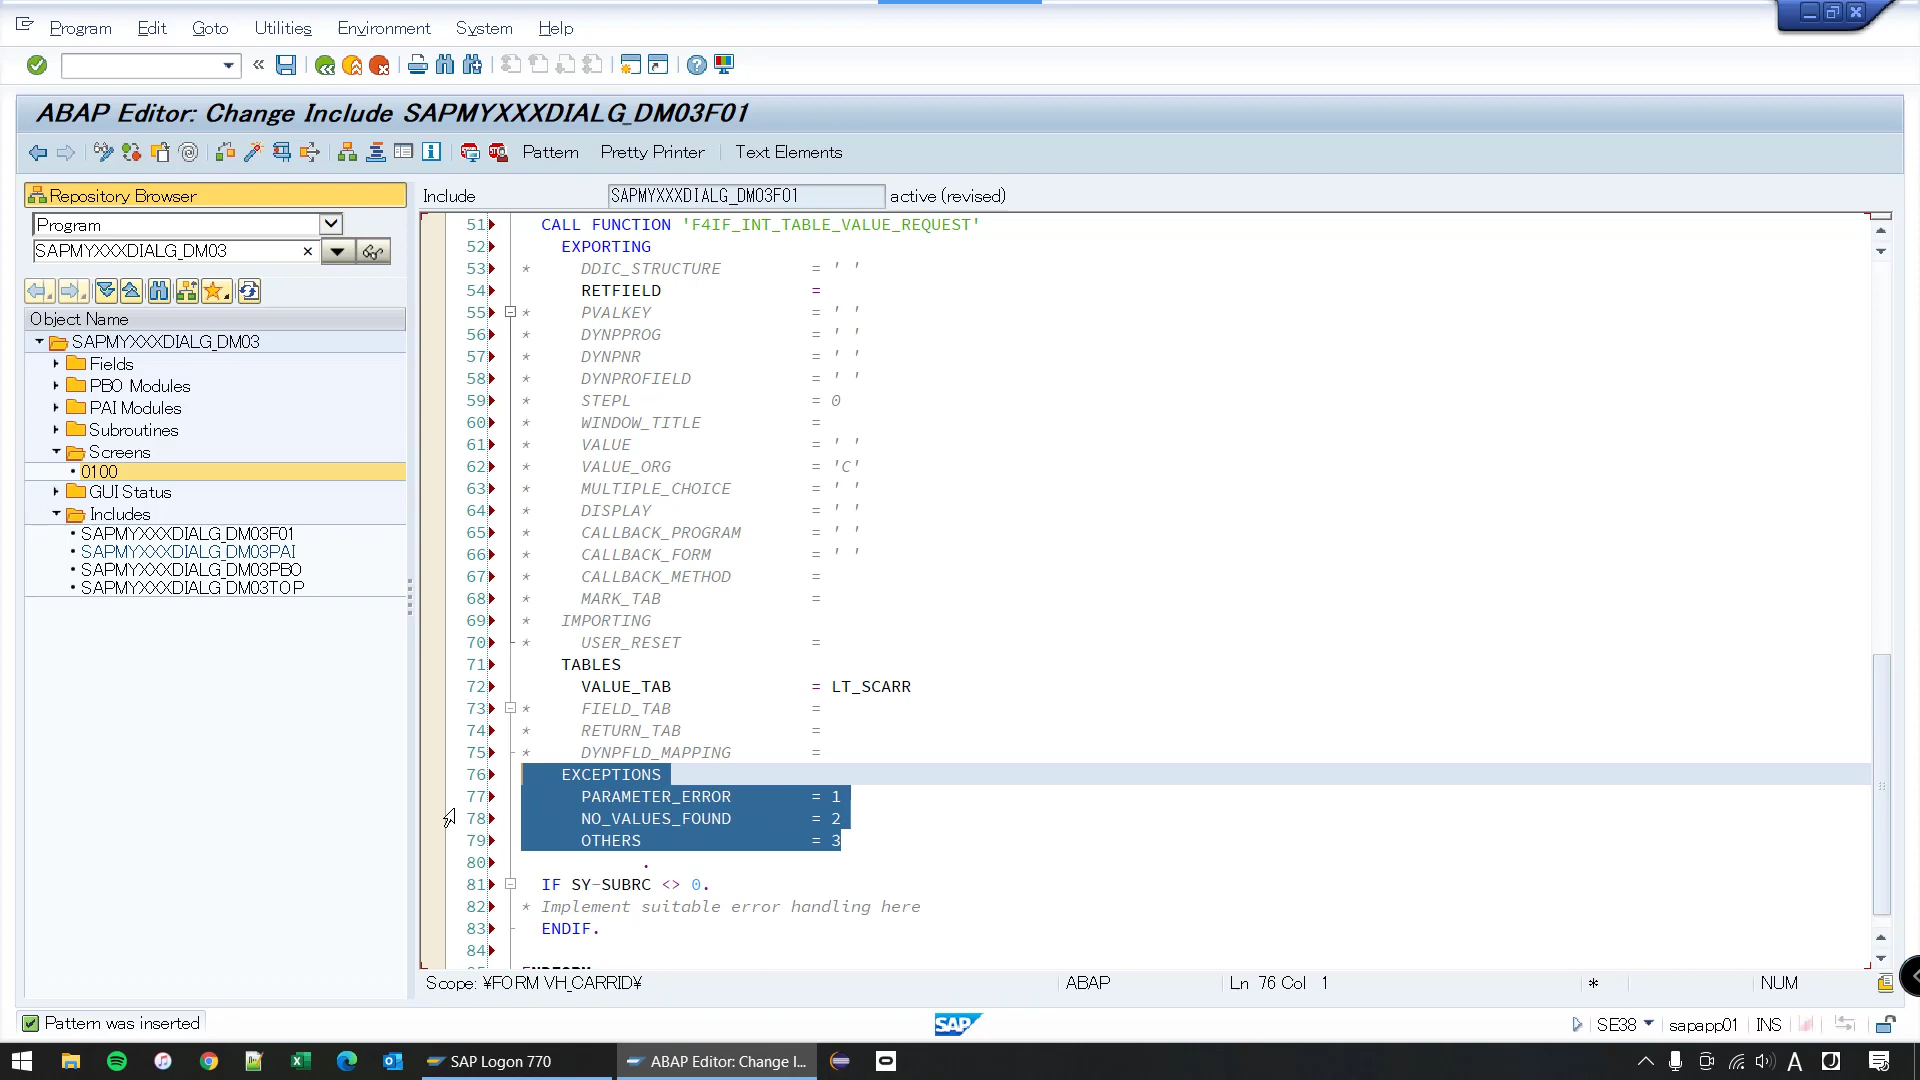 Program Edit Goto Utilities Environment System Help
ABAP Editor: Change Include SAPMYXXXDIALG_DM03F01
Pattern Pretty Printer Text Elements
Repository Browser
Program
SAPMYXXXDIALG_DM03
Object Name
SAPMYXXXDIALG_DM03
Fields
PBO Modules
PAI Modules
Subroutines
Screens
0100
GUI Status
Includes
SAPMYXXXDIALG_DM03F01
SAPMYXXXDIALG_DM03PAI
SAPMYXXXDIALG_DM03PBO
SAPMYXXXDIALG_DM03TOP
Include SAPMYXXXDIALG_DM03F01 active (revised)
51 CALL FUNCTION 'F4IF_INT_TABLE_VALUE_REQUEST'
52 EXPORTING
53 * DDIC_STRUCTURE = ' '
54 RETFIELD =
55 * PVALKEY = ' '
56 * DYNPPROG = ' '
57 * DYNPNR = ' '
58 * DYNPROFIELD = ' '
59 * STEPL = 0
60 * WINDOW_TITLE =
61 * VALUE = ' '
62 * VALUE_ORG = 'C'
63 * MULTIPLE_CHOICE = ' '
64 * DISPLAY = ' '
65 * CALLBACK_PROGRAM = ' '
66 * CALLBACK_FORM = ' '
67 * CALLBACK_METHOD =
68 * MARK_TAB =
69 * IMPORTING
70 * USER_RESET =
71 TABLES
72 VALUE_TAB = LT_SCARR
73 * FIELD_TAB =
74 * RETURN_TAB =
75 * DYNPFLD_MAPPING =
76 EXCEPTIONS
77 PARAMETER_ERROR = 1
78 NO_VALUES_FOUND = 2
79 OTHERS = 3
80 .
81 IF SY-SUBRC <> 0.
82 * Implement suitable error handling here
83 ENDIF.
84
Scope: ¥FORM VH_CARRID¥ ABAP Ln 76 Col 1 * NUM
Pattern was inserted
SAP
SE38 sapapp01 INS
SAP Logon 770
ABAP Editor: Change I...
A